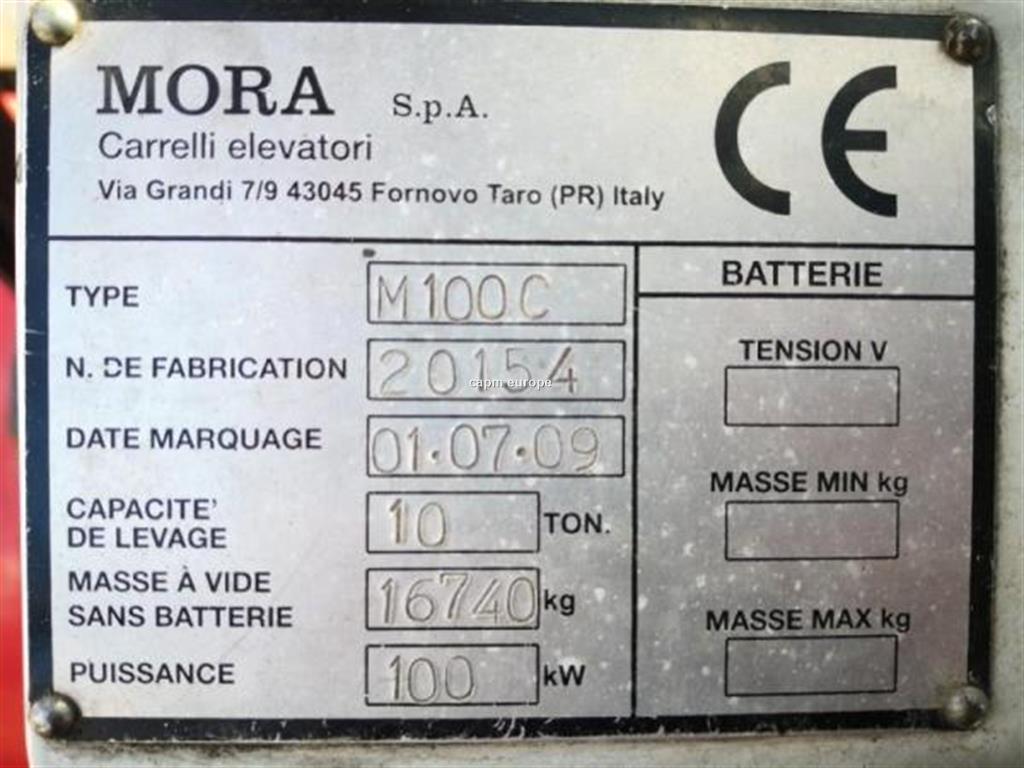 MORA S.p.A.
Carrelli elevatori
Via Grandi 7/9 43045 Fornovo Taro (PR) Italy
CE
TYPE M100C
N. DE FABRICATION 20154
DATE MARQUAGE 01.07.09
CAPACITE'
DE LEVAGE 10 TON.
MASSE À VIDE
SANS BATTERIE 16740 kg
PUISSANCE 100 kW
BATTERIE
TENSION V
MASSE MIN kg
MASSE MAX kg
capm europe